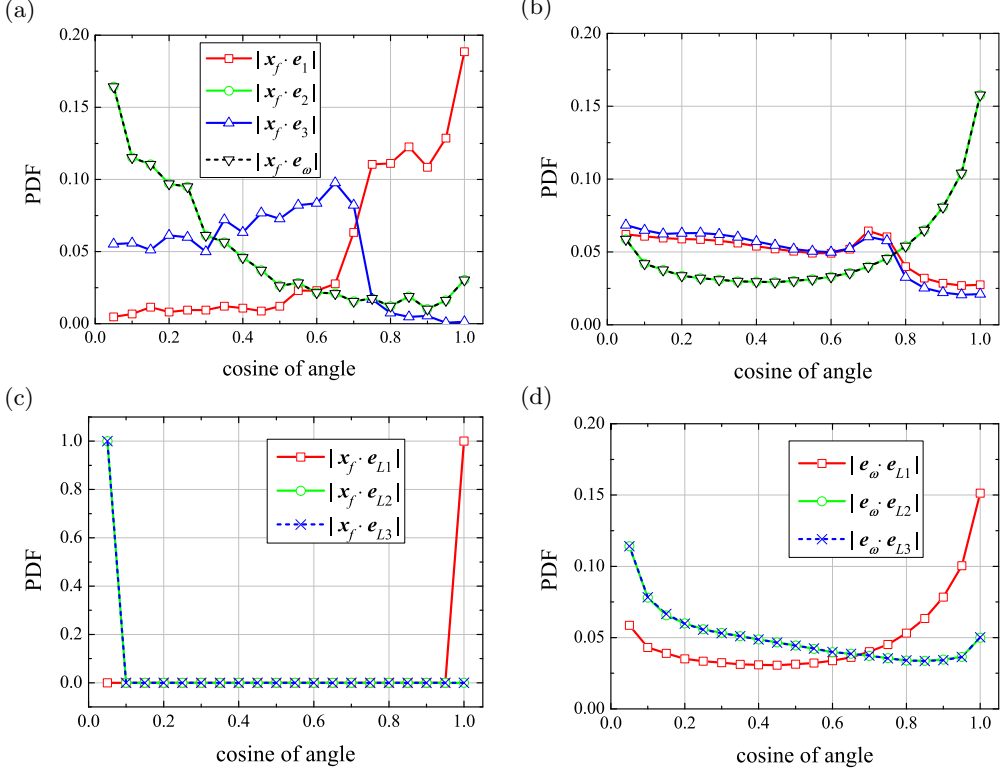 (a)
0.20
0.15
0.10
0.05
0.00
PDF
| x_f · e_1 |
| x_f · e_2 |
| x_f · e_3 |
| x_f · e_ω |
0.0 0.2 0.4 0.6 0.8 1.0
cosine of angle
(b)
0.20
0.15
0.10
0.05
0.00
PDF
0.0 0.2 0.4 0.6 0.8 1.0
cosine of angle
(c)
1.0
0.8
0.6
0.4
0.2
0.0
PDF
| x_f · e_L1 |
| x_f · e_L2 |
| x_f · e_L3 |
0.0 0.2 0.4 0.6 0.8 1.0
cosine of angle
(d)
0.20
0.15
0.10
0.05
0.00
PDF
| e_ω · e_L1 |
| e_ω · e_L2 |
| e_ω · e_L3 |
0.0 0.2 0.4 0.6 0.8 1.0
cosine of angle